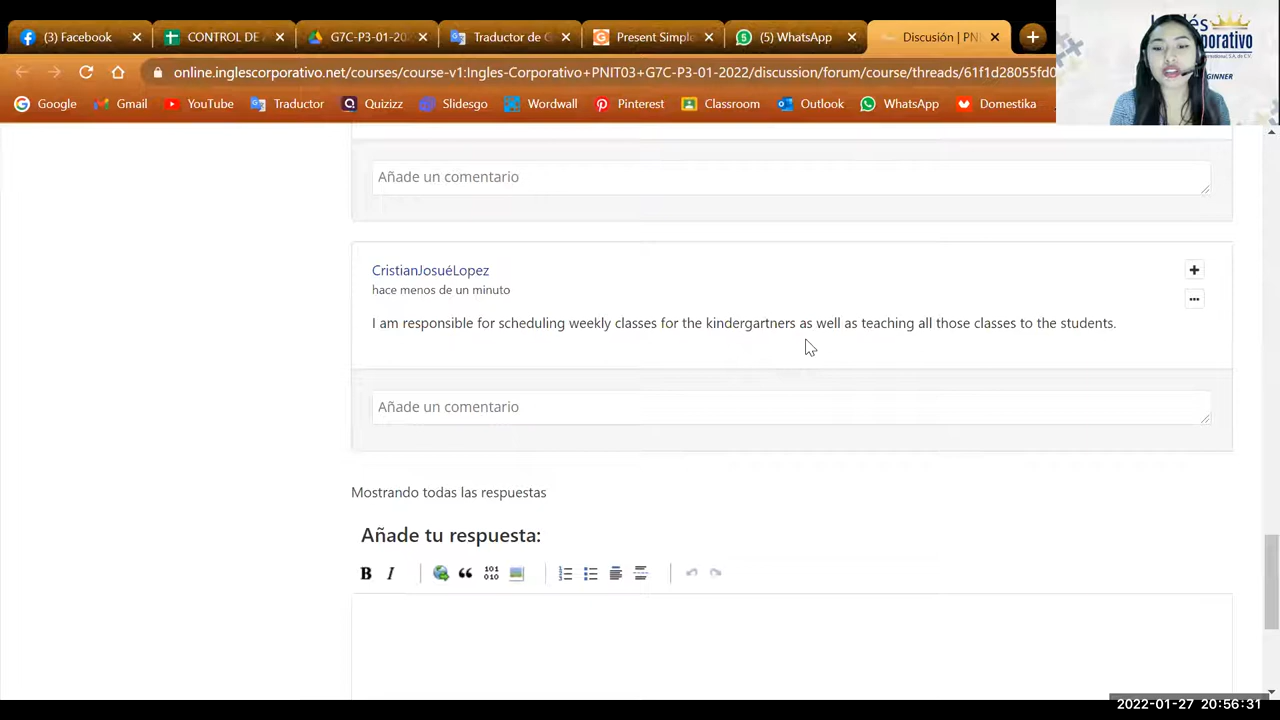 (3) Facebook
CONTROL DE
G7C-P3-01-20
Traductor de G
Present Simpl
(5) WhatsApp
Discusión | PN
online.inglescorporativo.net/courses/course-v1:Ingles-Corporativo+PNIT03+G7C-P3-01-2022/discussion/forum/course/threads/61f1d28055fd0
Google Gmail YouTube Traductor Quizizz Slidesgo Wordwall Pinterest Classroom Outlook WhatsApp Domestika
Añade un comentario
CristianJosuéLopez
hace menos de un minuto
I am responsible for scheduling weekly classes for the kindergartners as well as teaching all those classes to the students.
Añade un comentario
Mostrando todas las respuestas
Añade tu respuesta:
B I 101 010
2022-01-27 20:56:31